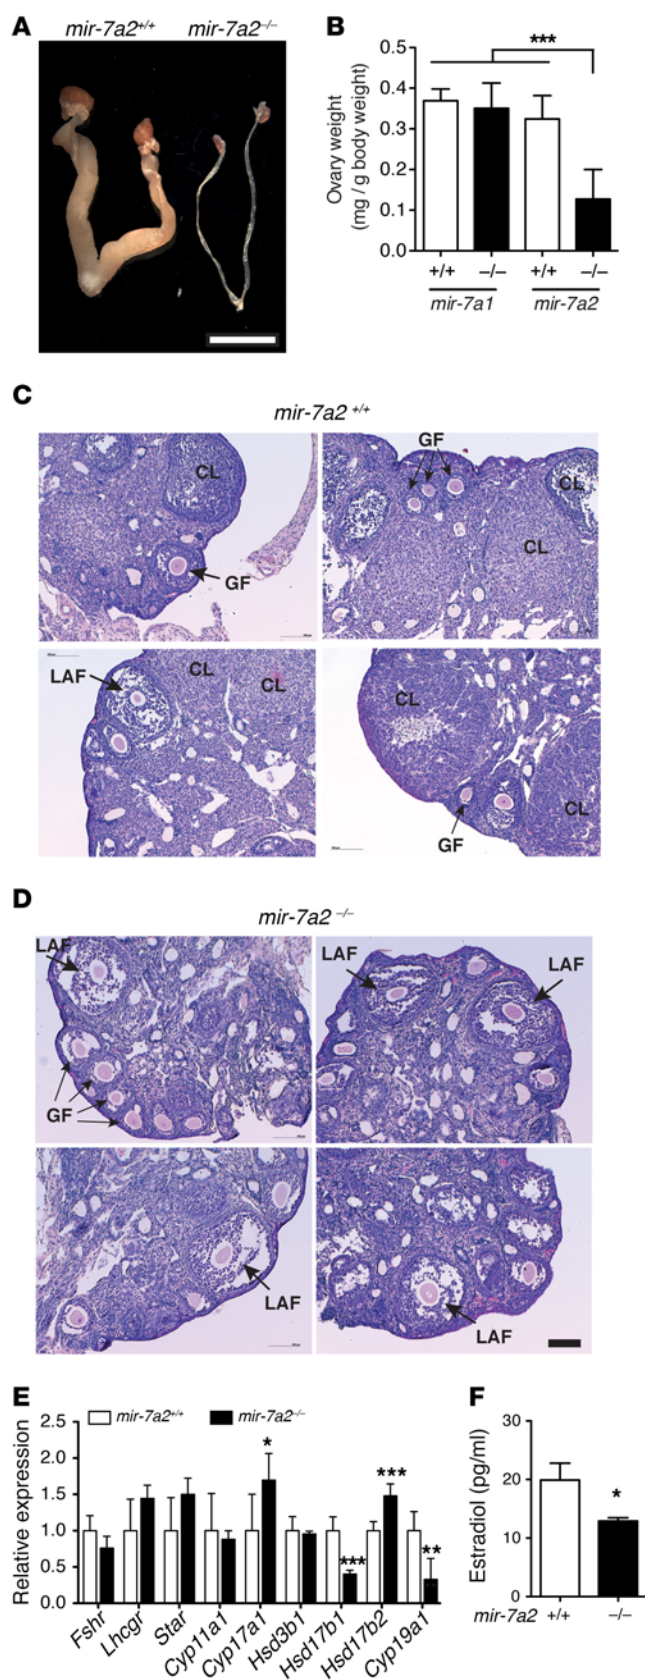 A
mir-7a2+/+ mir-7a2–/–
B
***
Ovary weight
(mg / g body weight)
0.5
0.4
0.3
0.2
0.1
0.0
+/+ –/– +/+ –/–
mir-7a1 mir-7a2
C
mir-7a2 +/+
CL
GF
GF
CL
CL
LAF
CL
CL
CL
CL
GF
D
mir-7a2 –/–
LAF
GF
LAF
LAF
LAF
LAF
E
mir-7a2+/+ mir-7a2–/–
Relative expression
2.5
2.0
1.5
1.0
0.5
0.0
* *** *** **
Fshr
Lhcgr
Star
Cyp11a1
Cyp17a1
Hsd3b1
Hsd17b1
Hsd17b2
Cyp19a1
F
Estradiol (pg/ml)
30
20
10
0
*
mir-7a2 +/+ –/–